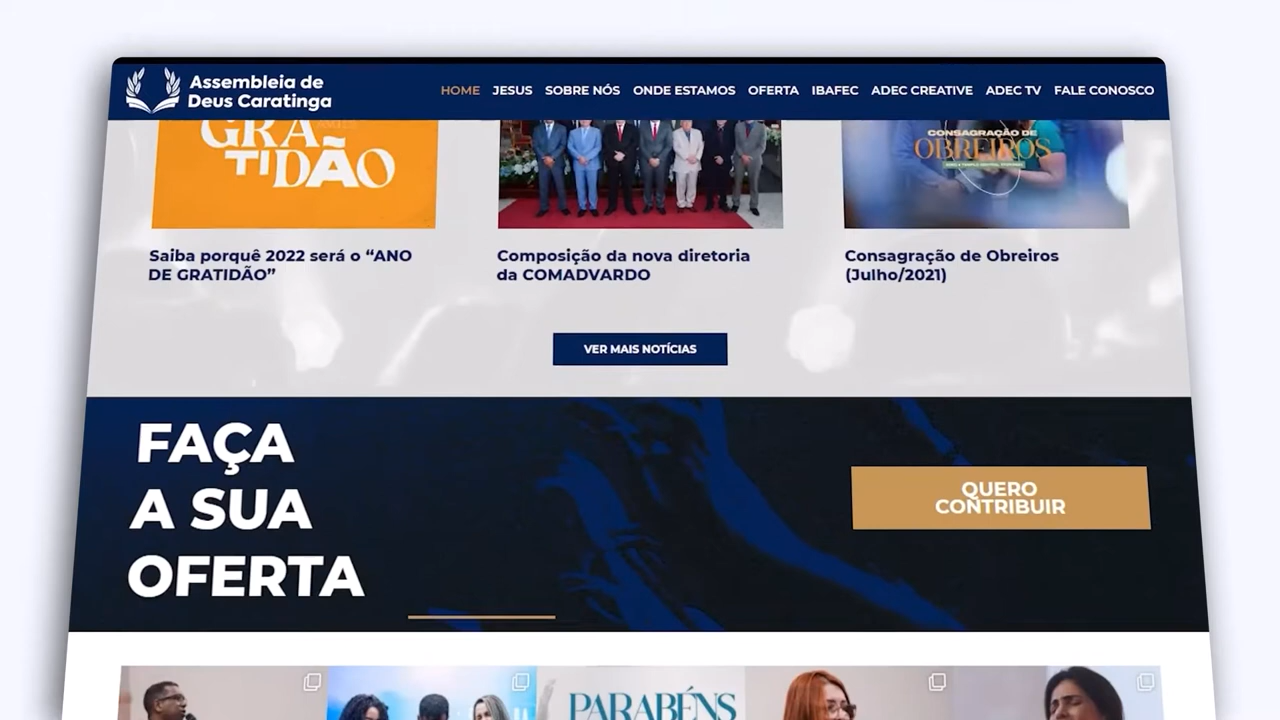 Assembleia de
Deus Caratinga
HOME JESUS SOBRE NÓS ONDE ESTAMOS OFERTA IBAFEC ADEC CREATIVE ADEC TV FALE CONOSCO
GRA
TIDÃO
CONSAGRAÇÃO DE
OBREIROS
Saiba porquê 2022 será o “ANO
DE GRATIDÃO”
Composição da nova diretoria
da COMADVARDO
Consagração de Obreiros
(Julho/2021)
VER MAIS NOTÍCIAS
FAÇA
A SUA
OFERTA
QUERO
CONTRIBUIR
PARABÉNS